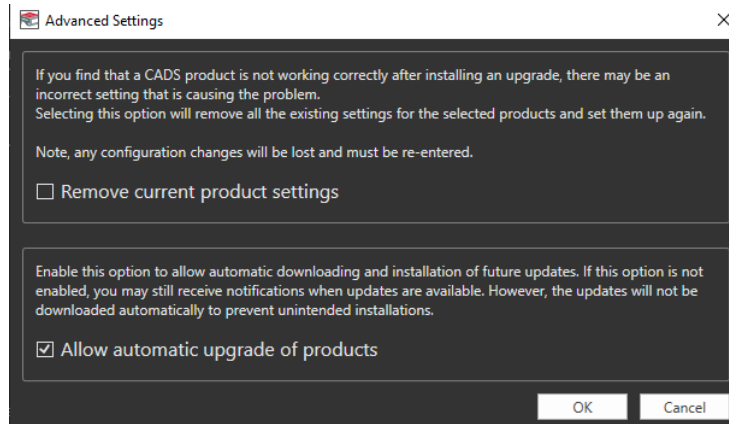 Advanced Settings
If you find that a CADS product is not working correctly after installing an upgrade, there may be an
incorrect setting that is causing the problem.
Selecting this option will remove all the existing settings for the selected products and set them up again.
Note, any configuration changes will be lost and must be re-entered.
Remove current product settings
Enable this option to allow automatic downloading and installation of future updates. If this option is not
enabled, you may still receive notifications when updates are available. However, the updates will not be
downloaded automatically to prevent unintended installations.
Allow automatic upgrade of products
OK Cancel